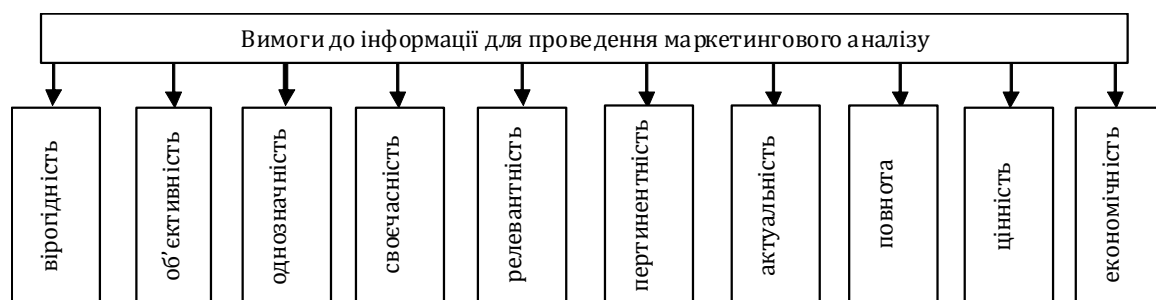 Вимоги до інформації для проведення маркетингового аналізу
вірогідність
об’єктивність
однозначність
своєчасність
релевантність
пертинентність
актуальність
повнота
цінність
економічність